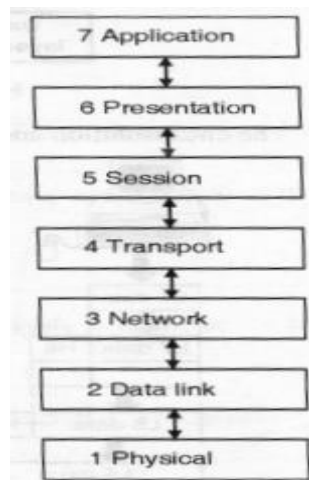 7 Application
6 Presentation
5 Session
4 Transport
3 Network
2 Data link
1 Physical